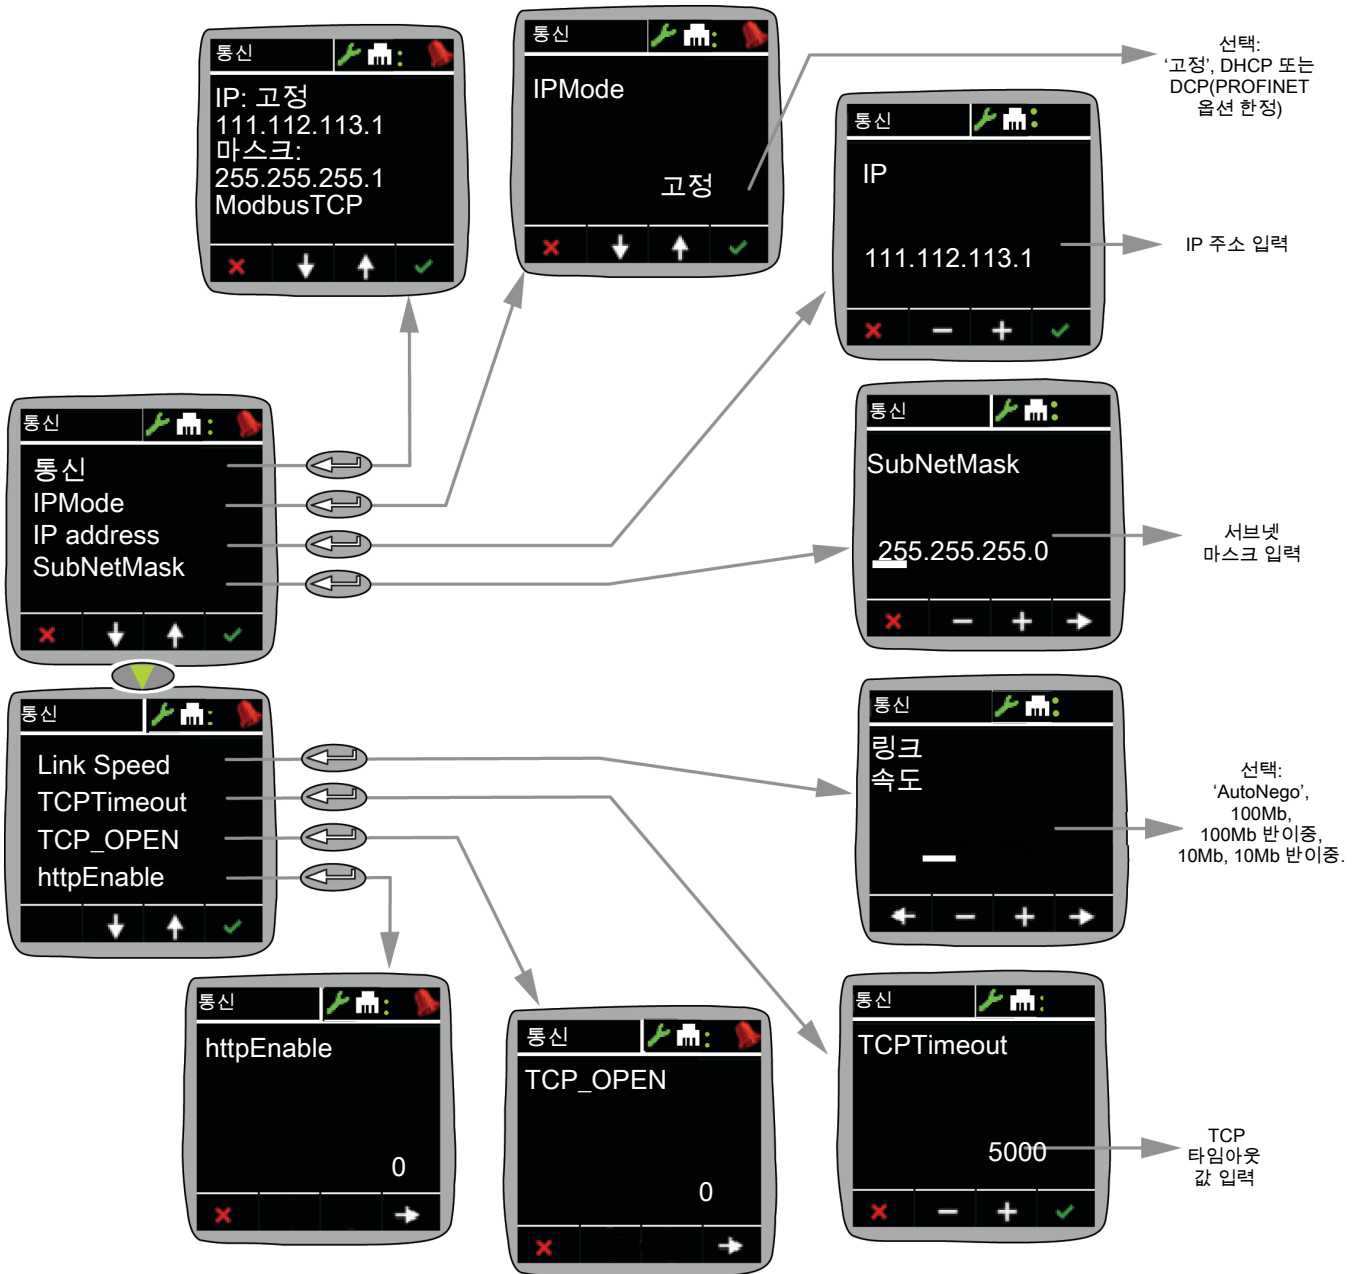 통신
IP: 고정
111.112.113.1
마스크:
255.255.255.1
ModbusTCP
통신
IPMode
고정
선택:
‘고정’, DHCP 또는
DCP(PROFINET
옵션 한정)
통신
IP
111.112.113.1
IP 주소 입력
통신
통신
IPMode
IP address
SubNetMask
통신
SubNetMask
255.255.255.0
서브넷
마스크 입력
통신
Link Speed
TCPTimeout
TCP_OPEN
httpEnable
통신
링크
속도
선택:
‘AutoNego’,
100Mb,
100Mb 반이중,
10Mb, 10Mb 반이중.
통신
httpEnable
0
통신
TCP_OPEN
0
통신
TCPTimeout
5000
TCP
타임아웃
값 입력